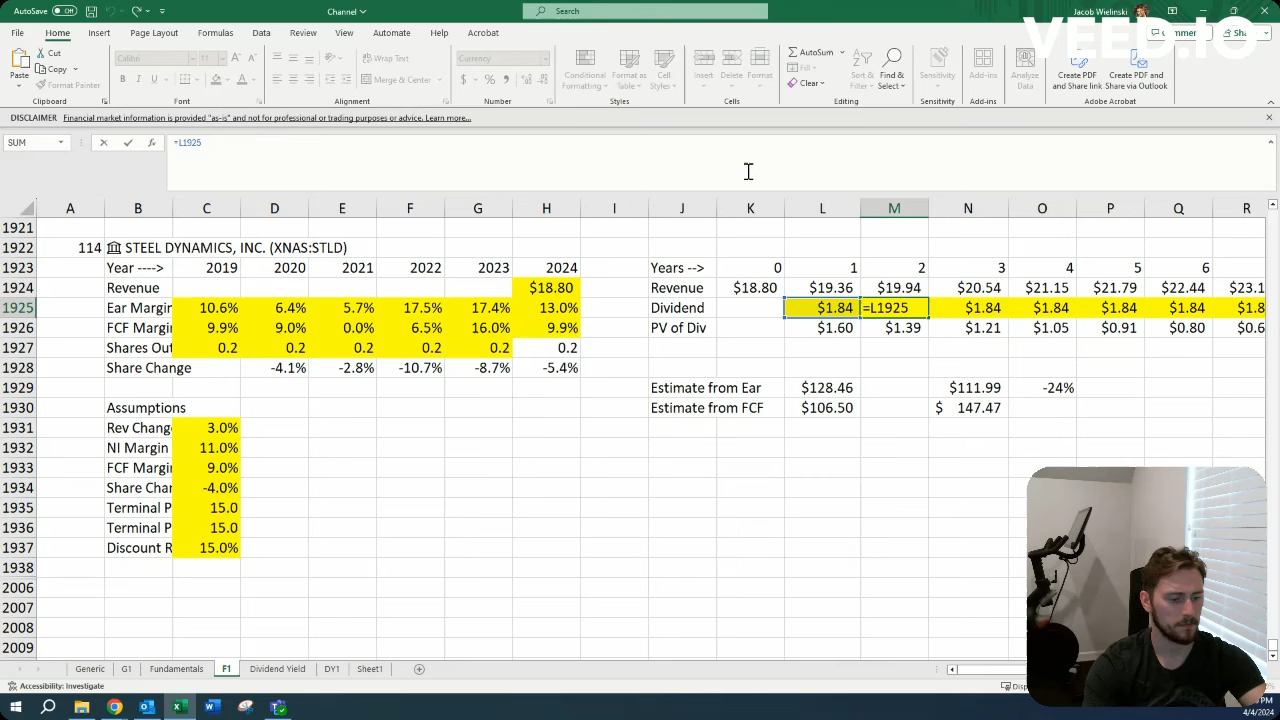 AutoSave Off Channel Search Jacob Wielinski
VEED.IO
File Home Insert Page Layout Formulas Data Review View Automate Help Acrobat Comments
Paste Cut Calibri 11 Wrap Text Currency Conditional Formatting Format as Table Cell Styles Insert Delete Format AutoSum Sort & Filter Find & Select Sensitivity Add-ins Analyze Data Create PDF and Share link Create PDF and Share via Outlook
Copy Merge & Center Fill
Format Painter Clear
Clipboard Font Alignment Number Styles Cells Editing Sensitivity Add-ins Adobe Acrobat
DISCLAIMER Financial market information is provided "as-is" and not for professional or trading purposes or advice. Learn more...
SUM =L1925
A B C D E F G H I J K L M N O P Q R
1921
1922 114 STEEL DYNAMICS, INC. (XNAS:STLD)
1923 Year ----> 2019 2020 2021 2022 2023 2024 Years --> 0 1 2 3 4 5 6
1924 Revenue $18.80 Revenue $18.80 $19.36 $19.94 $20.54 $21.15 $21.79 $22.44 $23.1
1925 Ear Margin 10.6% 6.4% 5.7% 17.5% 17.4% 13.0% Dividend $1.84 =L1925 $1.84 $1.84 $1.84 $1.84 $1.8
1926 FCF Margin 9.9% 9.0% 0.0% 6.5% 16.0% 9.9% PV of Div $1.60 $1.39 $1.21 $1.05 $0.91 $0.80 $0.6
1927 Shares Out 0.2 0.2 0.2 0.2 0.2 0.2
1928 Share Change -4.1% -2.8% -10.7% -8.7% -5.4%
1929 Estimate from Ear $128.46 $111.99 -24%
1930 Assumptions Estimate from FCF $106.50 $ 147.47
1931 Rev Chang 3.0%
1932 NI Margin 11.0%
1933 FCF Margi 9.0%
1934 Share Char -4.0%
1935 Terminal P 15.0
1936 Terminal P 15.0
1937 Discount R 15.0%
1938
2006
2007
2008
2009
Generic G1 Fundamentals F1 Dividend Yield DY1 Sheet1
Accessibility: Investigate
PM
4/4/2024